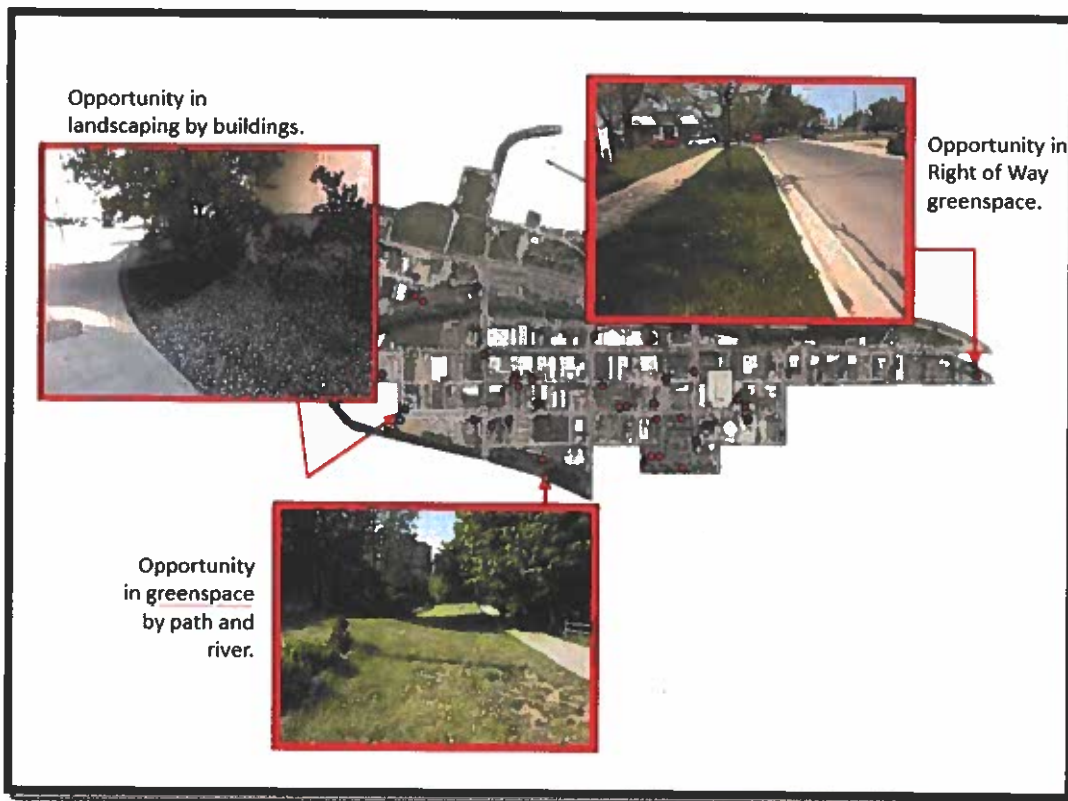 Opportunity in
landscaping by buildings.
Opportunity in
Right of Way
greenspace.
Opportunity
in greenspace
by path and
river.